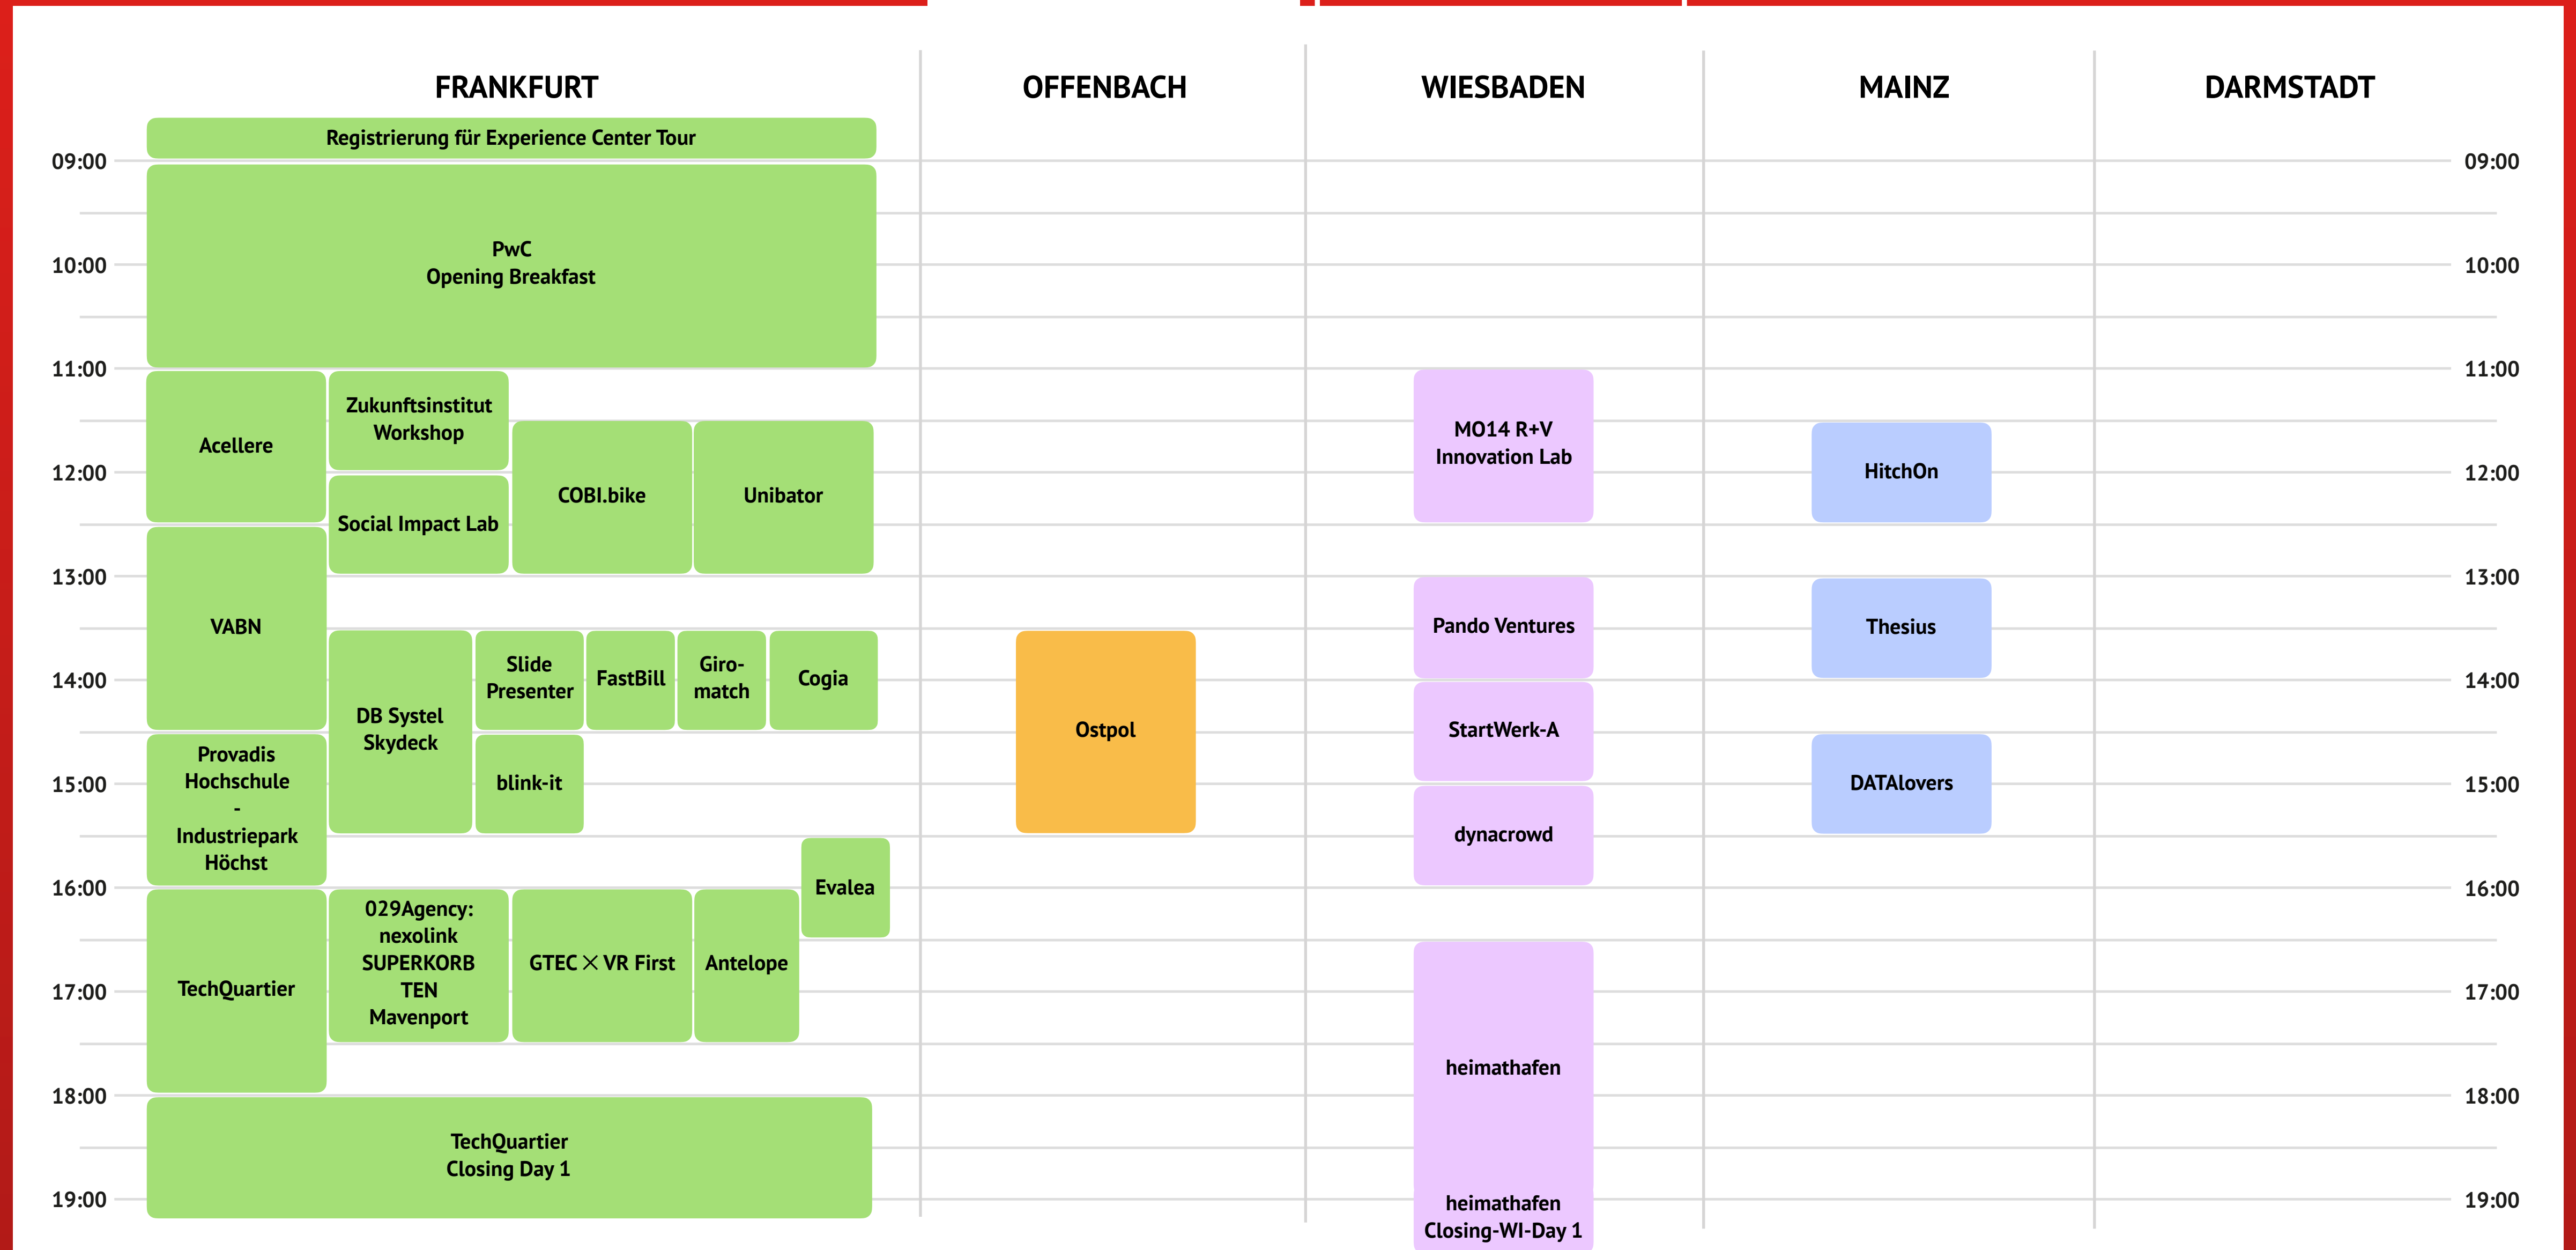 FRANKFURT
OFFENBACH
WIESBADEN
MAINZ
DARMSTADT
Registrierung für Experience Center Tour
09:00
09:00
PwC
Opening Breakfast
10:00
10:00
11:00
11:00
Acellere
Zukunftsinstitut
Workshop
COBI.bike
Unibator
MO14 R+V
Innovation Lab
HitchOn
12:00
12:00
Social Impact Lab
13:00
13:00
VABN
Pando Ventures
Thesius
DB Systel
Skydeck
Slide
Presenter
FastBill
Giro-
match
Cogia
Ostpol
14:00
14:00
StartWerk-A
Provadis
Hochschule
-
Industriepark
Höchst
blink-it
DATAlovers
15:00
15:00
dynacrowd
Evalea
16:00
16:00
TechQuartier
029Agency:
nexolink
SUPERKORB
TEN
Mavenport
GTEC × VR First
Antelope
17:00
17:00
heimathafen
18:00
18:00
TechQuartier
Closing Day 1
19:00
19:00
heimathafen
Closing-WI-Day 1